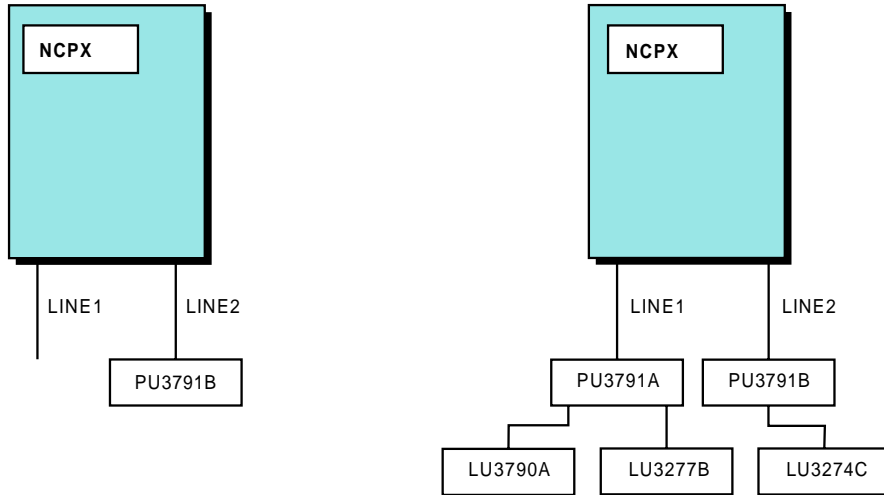 NCPX
LINE1
LINE2
PU3791B
NCPX
LINE1
LINE2
PU3791A
PU3791B
LU3790A
LU3277B
LU3274C